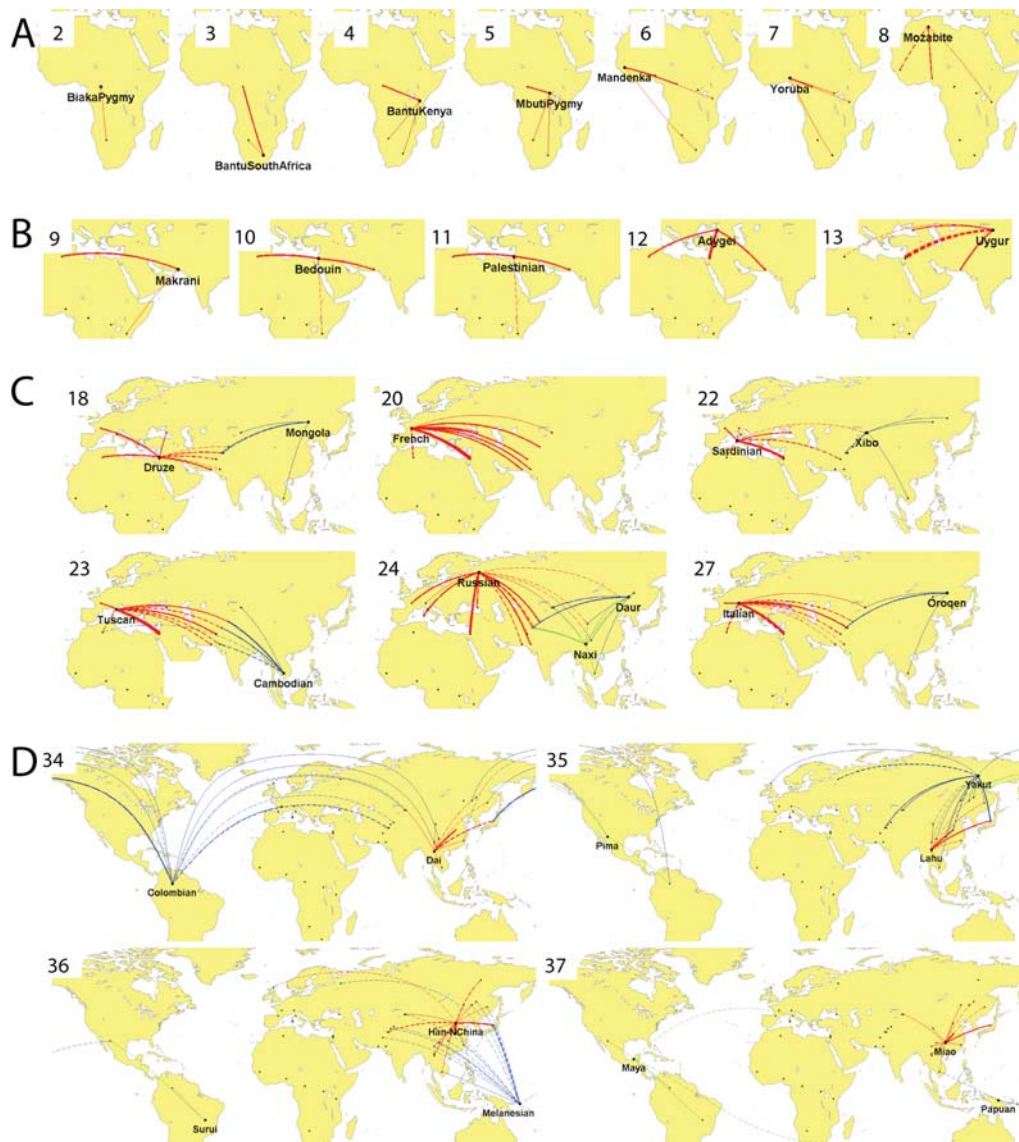 A
2
3
4
5
6
7
8
BiakaPygmy
BantuSouthAfrica
BantuKenya
MbutiPygmy
Mandenka
Yoruba
Mozabite
B
9
10
11
12
13
Makrani
Bedouin
Palestinian
Adygei
Uygur
C
18
20
22
Druze
Mongola
French
Sardinian
Xibo
23
24
27
Tuscan
Cambodian
Russian
Daur
Naxi
Italian
Oroqen
D
34
35
Colombian
Dai
Pima
Yakut
Lahu
36
37
Han-NChina
Melanesian
Surui
Maya
Miao
Papuan